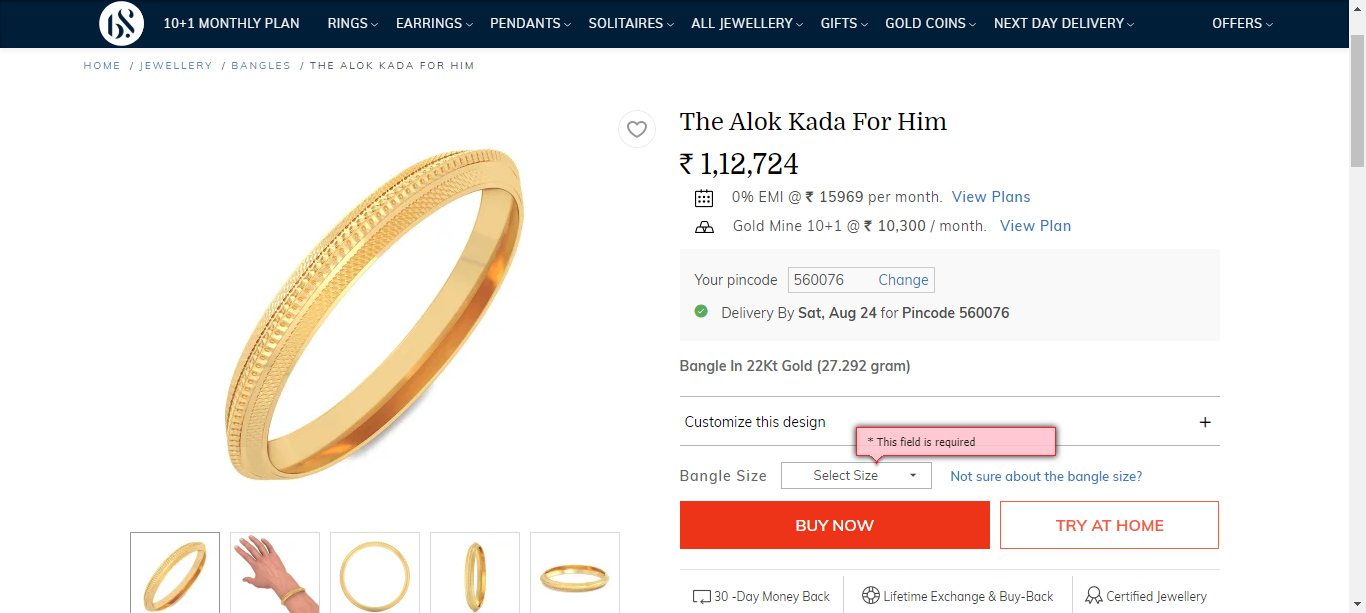 BS
10+1 MONTHLY PLAN RINGS EARRINGS PENDANTS SOLITAIRES ALL JEWELLERY GIFTS GOLD COINS NEXT DAY DELIVERY OFFERS
HOME / JEWELLERY / BANGLES / THE ALOK KADA FOR HIM
The Alok Kada For Him
₹ 1,12,724
0% EMI @ ₹ 15969 per month. View Plans
Gold Mine 10+1 @ ₹ 10,300 / month. View Plan
Your pincode 560076 Change
Delivery By Sat, Aug 24 for Pincode 560076
Bangle In 22Kt Gold (27.292 gram)
Customize this design +
* This field is required
Bangle Size Select Size Not sure about the bangle size?
BUY NOW TRY AT HOME
30 -Day Money Back Lifetime Exchange & Buy-Back Certified Jewellery